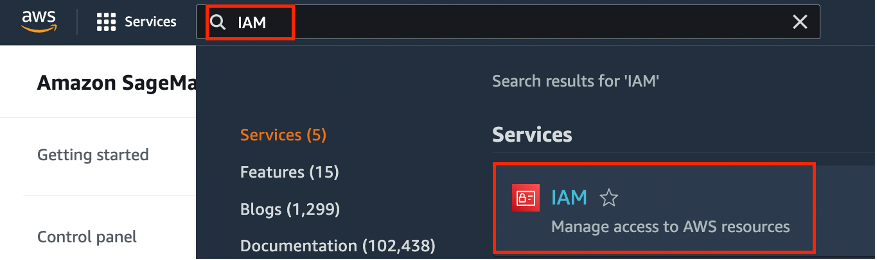 aws
Services
IAM
Amazon SageMa
Getting started
Control panel
Services (5)
Features (15)
Blogs (1,299)
Documentation (102,438)
Search results for 'IAM'
Services
IAM
Manage access to AWS resources